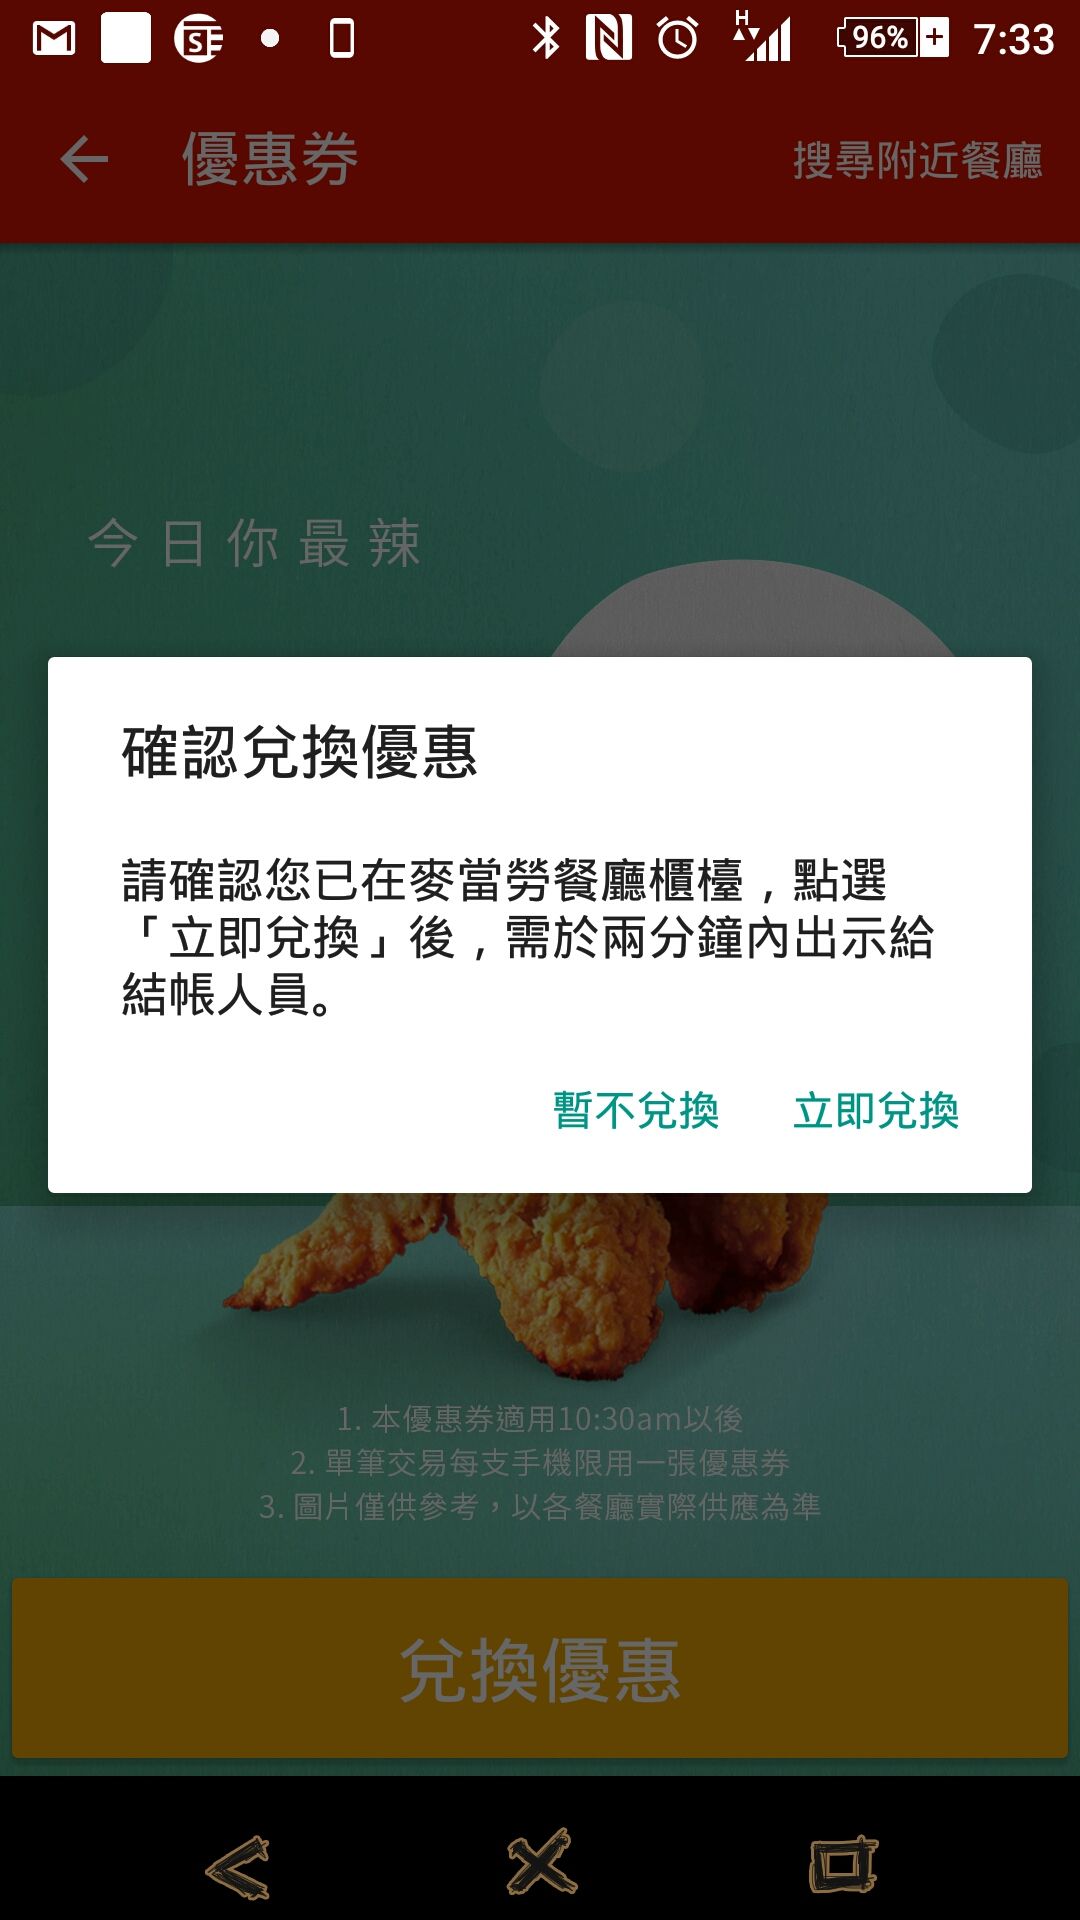 H
96%
7:33
優惠券
搜尋附近餐廳
今日你最辣
確認兌換優惠
請確認您已在麥當勞餐廳櫃檯，點選
「立即兌換」後，需於兩分鐘內出示給
結帳人員。
暫不兌換
立即兌換
1. 本優惠券適用10:30am以後
2. 單筆交易每支手機限用一張優惠券
3. 圖片僅供參考，以各餐廳實際供應為準
兌換優惠